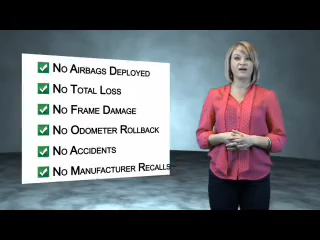 No Airbags Deployed
No Total Loss
No Frame Damage
No Odometer Rollback
No Accidents
No Manufacturer Recalls